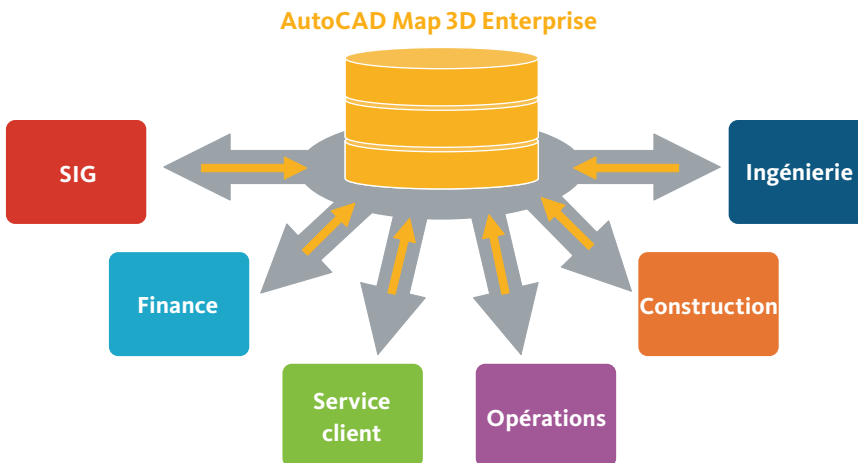 AutoCAD Map 3D Enterprise
SIG
Ingénierie
Finance
Construction
Service
client
Opérations